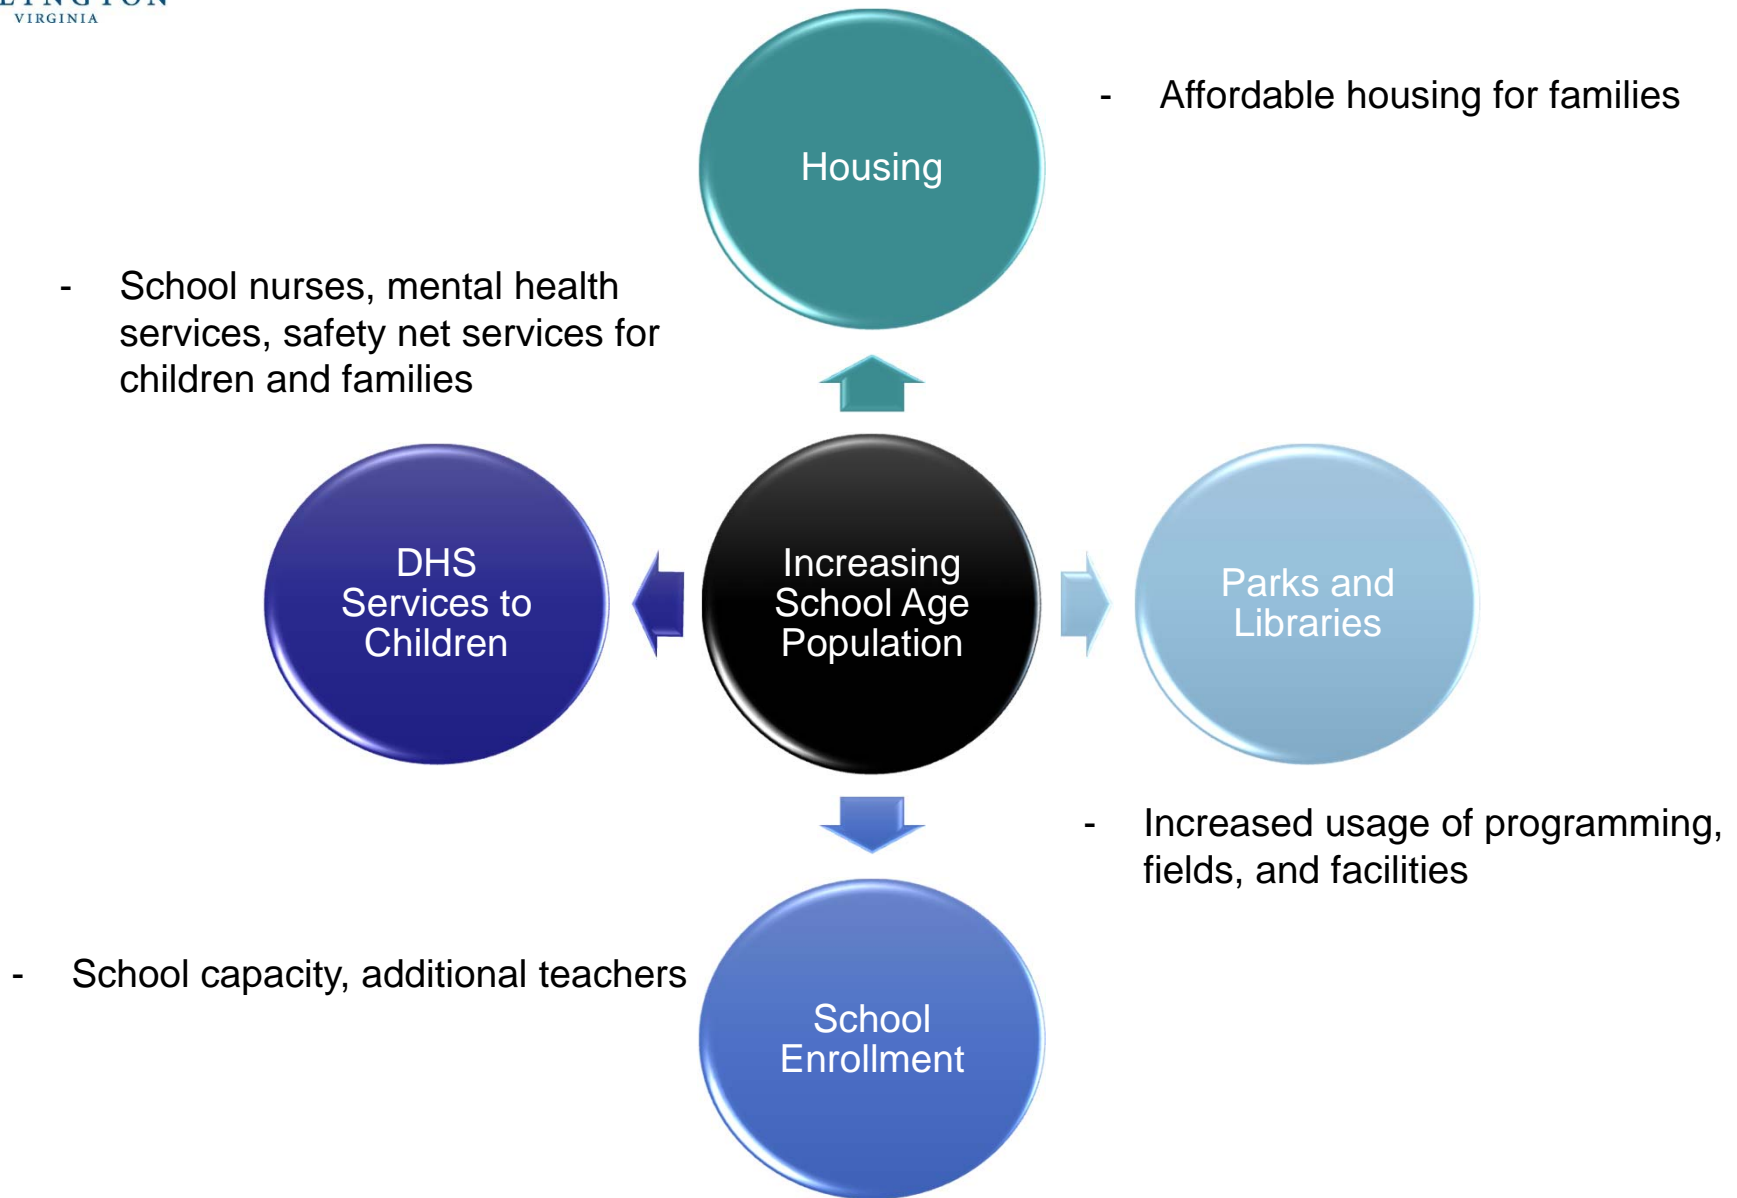 VIRGINIA
- Affordable housing for families
Housing
- School nurses, mental health
services, safety net services for
children and families
DHS
Services to
Children
Increasing
School Age
Population
Parks and
Libraries
- Increased usage of programming,
fields, and facilities
- School capacity, additional teachers
School
Enrollment